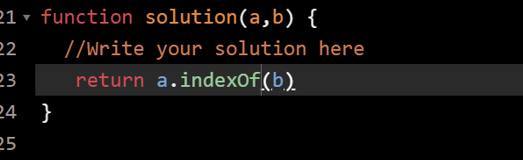 21 function solution(a,b) {
22 //Write your solution here
23 return a.indexOf(b)
24 }
25